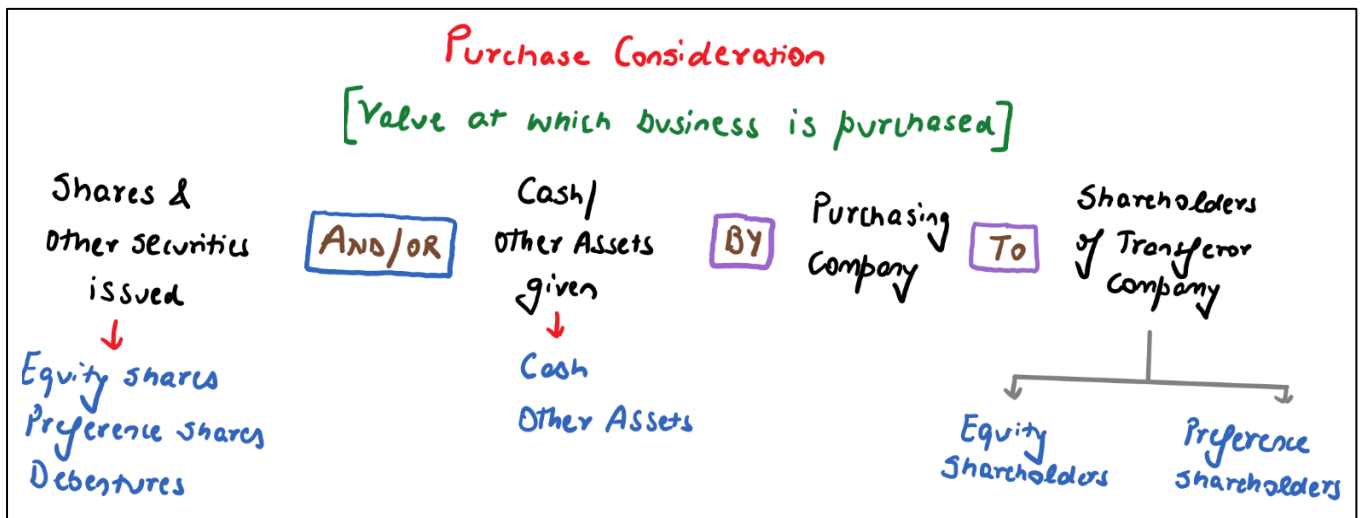 Purchase Consideration
[Value at which business is purchased]
Shares &
other securities
issued
AND/OR
Cash/
other Assets
given
BY
Purchasing
Company
TO
Shareholders
of Transferor
Company
Equity shares
Preference shares
Debentures
Cash
Other Assets
Equity
shareholders
Preference
shareholders